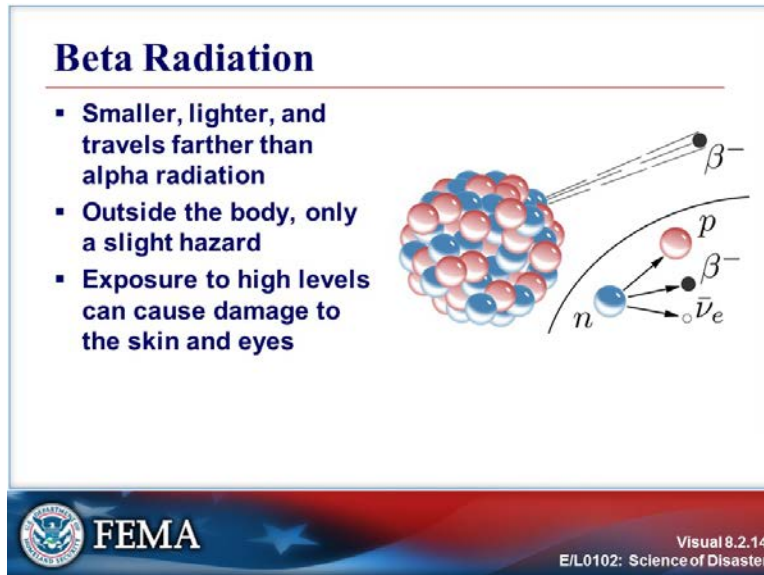 Beta Radiation
▪ Smaller, lighter, and
travels farther than
alpha radiation
▪ Outside the body, only
a slight hazard
▪ Exposure to high levels
can cause damage to
the skin and eyes
β⁻
p
β⁻
n
ν̄ₑ
FEMA
Visual 8.2.14
E/L0102: Science of Disaster